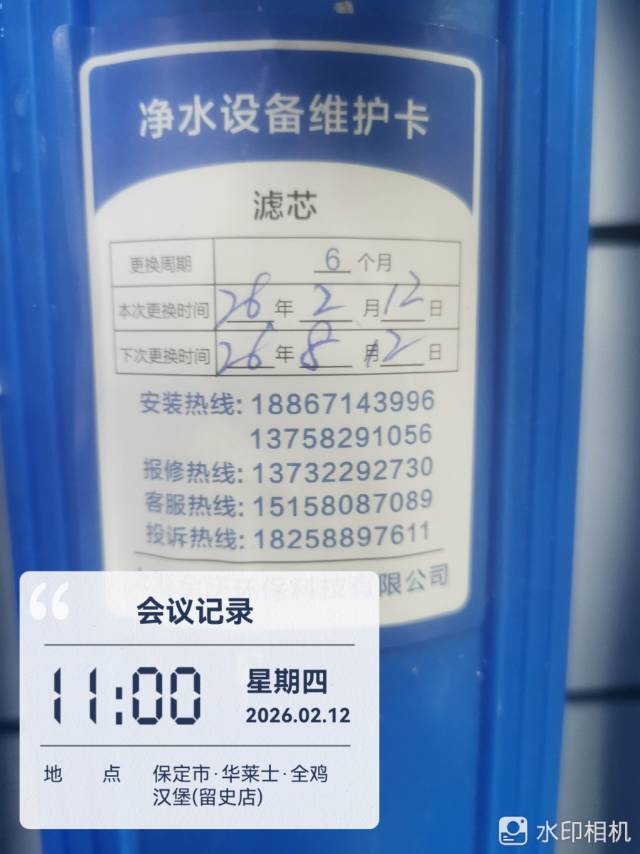 净水设备维护卡
滤芯
更换周期 6 个月
本次更换时间 26 年 2 月 12 日
下次更换时间 26 年 8 月 12 日
安装热线: 18867143996
13758291056
报修热线: 13732292730
客服热线: 15158087089
投诉热线: 18258897611
环保科技有限公司
会议记录
11:00
星期四
2026.02.12
地 点 保定市·华莱士·全鸡
汉堡(留史店)
水印相机